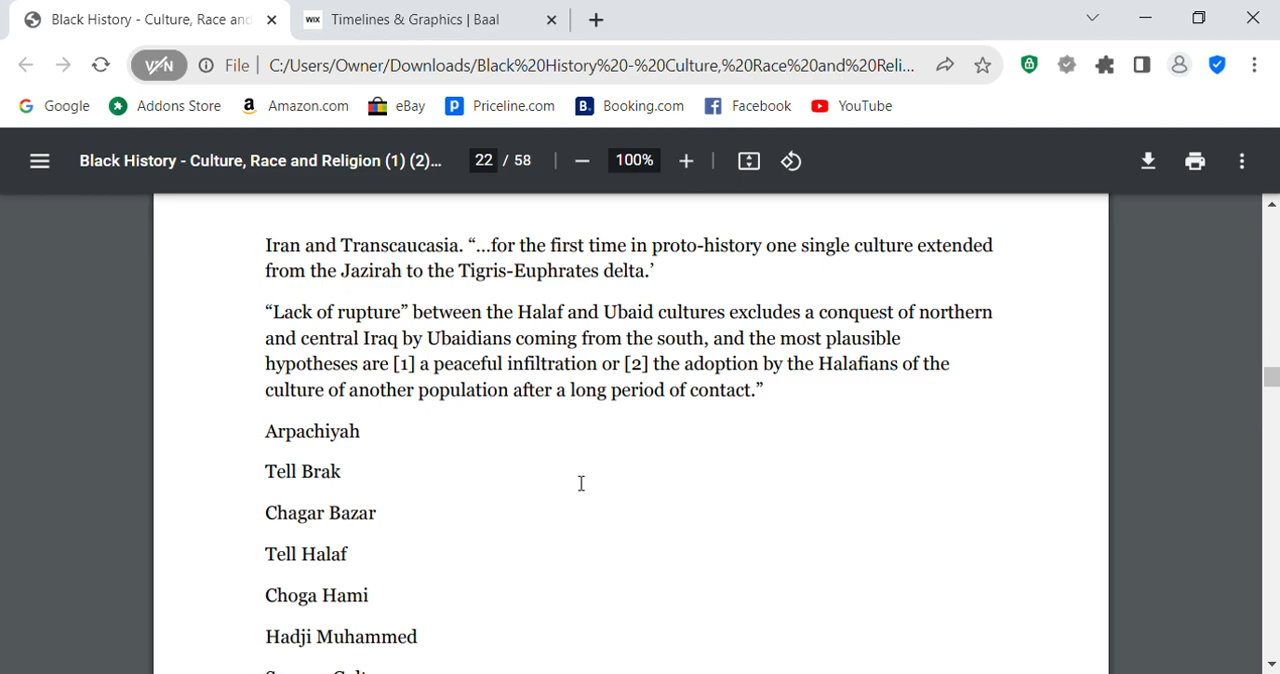 Black History - Culture, Race and
WIX Timelines & Graphics | Baal
VPN File C:/Users/Owner/Downloads/Black%20History%20-%20Culture,%20Race%20and%20Reli...
Google Addons Store Amazon.com eBay Priceline.com Booking.com Facebook YouTube
Black History - Culture, Race and Religion (1) (2)... 22 / 58 100%
Iran and Transcaucasia. “...for the first time in proto-history one single culture extended
from the Jazirah to the Tigris-Euphrates delta.’
“Lack of rupture” between the Halaf and Ubaid cultures excludes a conquest of northern
and central Iraq by Ubaidians coming from the south, and the most plausible
hypotheses are [1] a peaceful infiltration or [2] the adoption by the Halafians of the
culture of another population after a long period of contact.”
Arpachiyah
Tell Brak
Chagar Bazar
Tell Halaf
Choga Hami
Hadji Muhammed